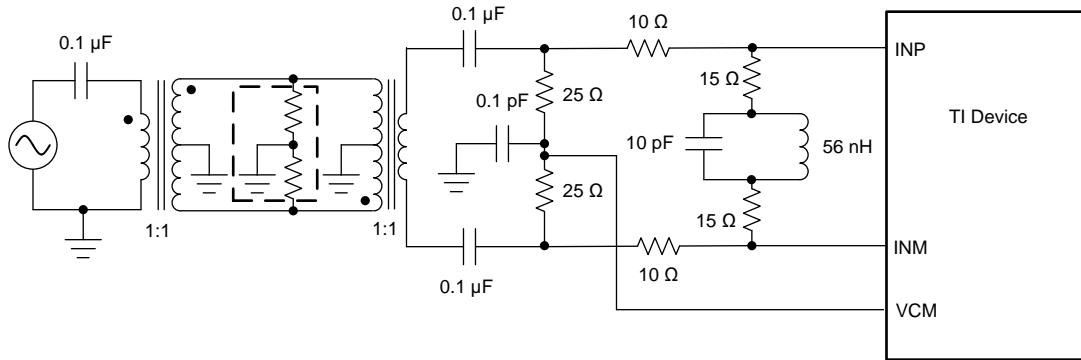 0.1 µF
0.1 µF
10 Ω
INP
15 Ω
0.1 pF
25 Ω
TI Device
10 pF
56 nH
25 Ω
15 Ω
1:1
1:1
INM
10 Ω
0.1 µF
VCM